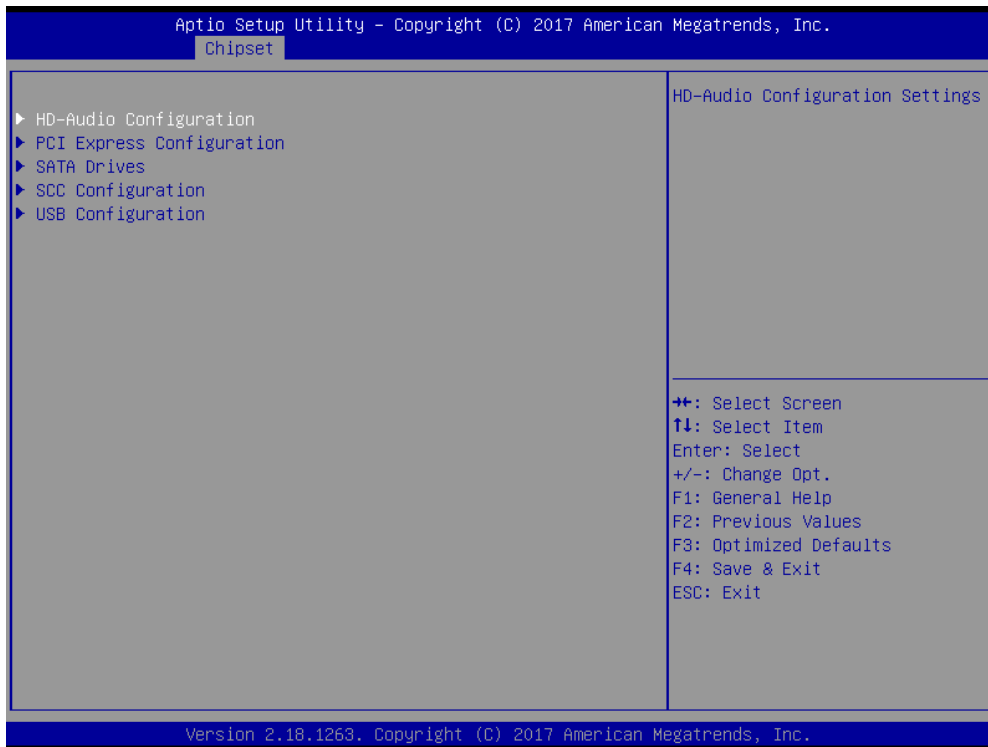 Aptio Setup Utility – Copyright (C) 2017 American Megatrends, Inc.
Chipset
▶ HD-Audio Configuration
▶ PCI Express Configuration
▶ SATA Drives
▶ SCC Configuration
▶ USB Configuration
HD-Audio Configuration Settings
→←: Select Screen
↑↓: Select Item
Enter: Select
+/-: Change Opt.
F1: General Help
F2: Previous Values
F3: Optimized Defaults
F4: Save & Exit
ESC: Exit
Version 2.18.1263. Copyright (C) 2017 American Megatrends, Inc.